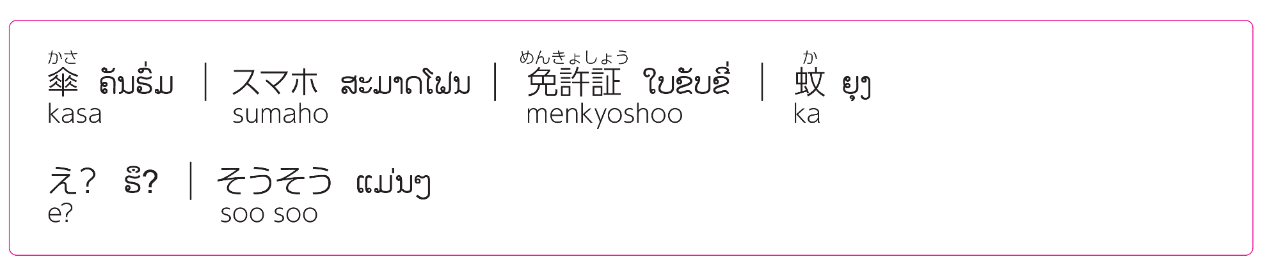 かさ めんきょしょう か
傘 ຄັນຮົ່ມ | スマホ ສະມາດໂຟນ | 免許証 ໃບຂັບຂີ່ | 蚊 ຍຸງ
kasa sumaho menkyoshoo ka
え? ຮຶ? | そうそう ແມ່ນໆ
e? soo soo